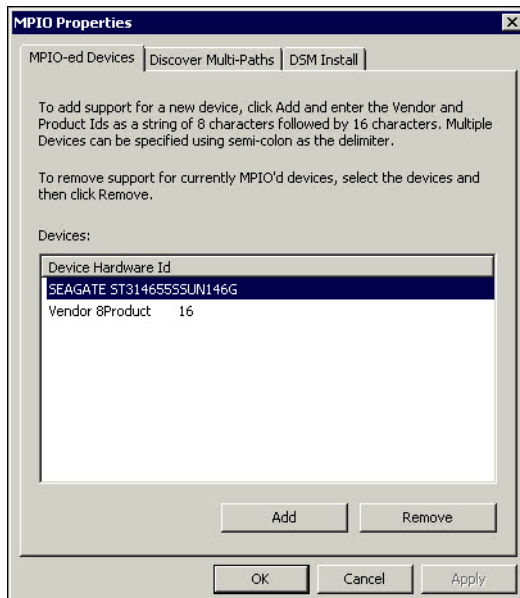 MPIO Properties
MPIO-ed Devices Discover Multi-Paths DSM Install
To add support for a new device, click Add and enter the Vendor and
Product Ids as a string of 8 characters followed by 16 characters. Multiple
Devices can be specified using semi-colon as the delimiter.
To remove support for currently MPIO'd devices, select the devices and
then click Remove.
Devices:
Device Hardware Id
SEAGATE ST314655SSUN146G
Vendor 8Product 16
Add Remove
OK Cancel Apply